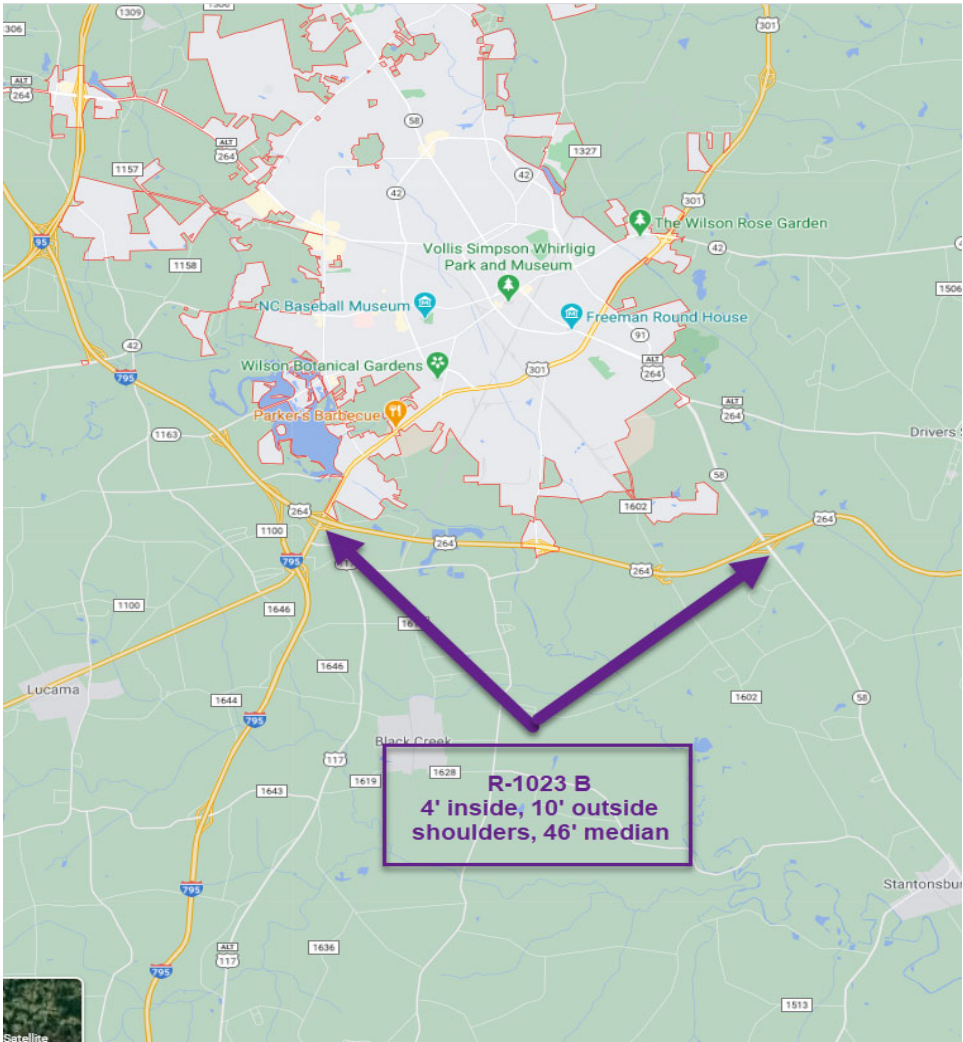 1309
1306
306
301
ALT
264
58
ALT
264
1327
1157
42
42
301
The Wilson Rose Garden
95
42
Vollis Simpson Whirligig
Park and Museum
1158
1506
NC Baseball Museum
Freeman Round House
91
42
ALT
264
Wilson Botanical Gardens
301
795
ALT
264
Parker's Barbecue
1163
Drivers
58
1602
264
264
1100
264
795
264
1100
1646
1646
Lucama
1644
1602
58
795
Black Creek
117
1628
1619
1643
R-1023 B
4' inside, 10' outside
shoulders, 46' median
795
Stantonsbur
ALT
117
1636
795
1513
Satellite